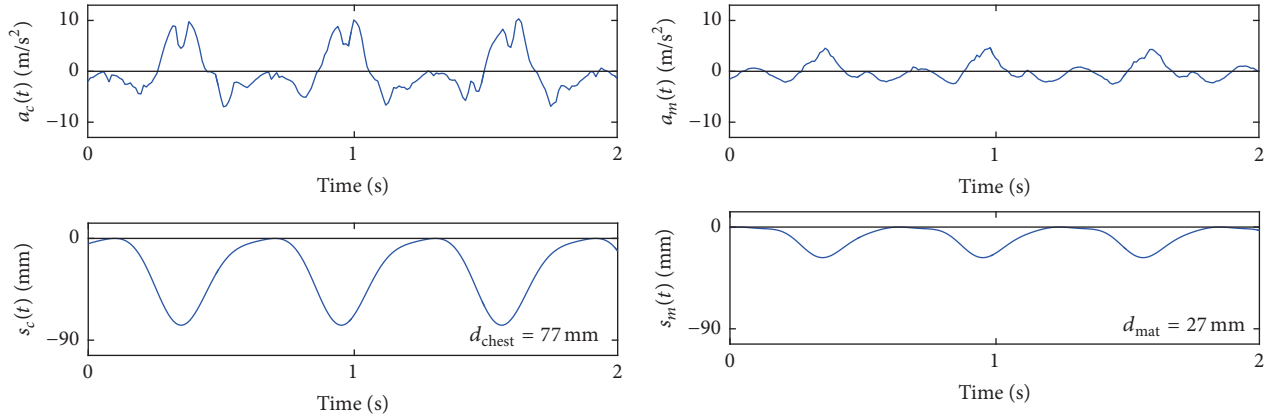 10
0
−10
a_c(t) (m/s²)
0
1
2
Time (s)
10
0
−10
a_m(t) (m/s²)
0
1
2
Time (s)
0
−90
s_c(t) (mm)
d_chest = 77 mm
0
1
2
Time (s)
0
−90
s_m(t) (mm)
d_mat = 27 mm
0
1
2
Time (s)